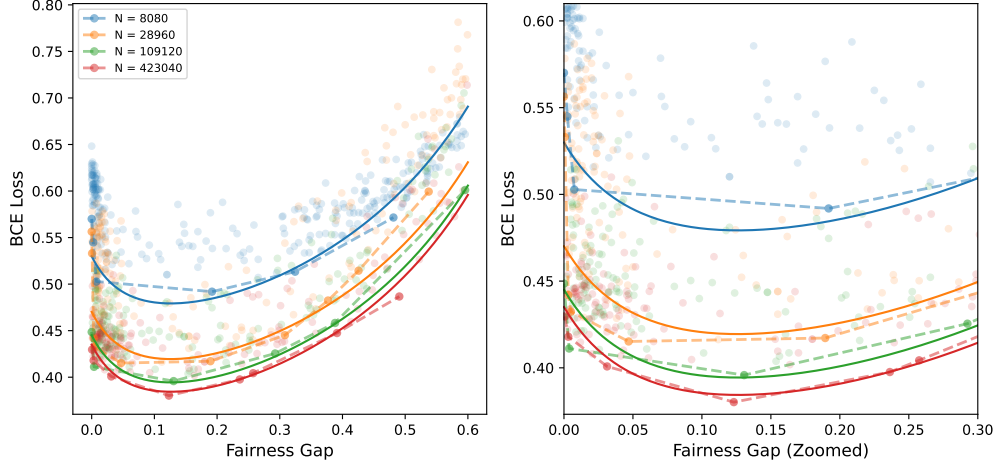 0.80
0.75
0.70
0.65
0.60
0.55
0.50
0.45
0.40
BCE Loss
N = 8080
N = 28960
N = 109120
N = 423040
0.0 0.1 0.2 0.3 0.4 0.5 0.6
Fairness Gap
0.60
0.55
0.50
0.45
0.40
BCE Loss
0.00 0.05 0.10 0.15 0.20 0.25 0.30
Fairness Gap (Zoomed)